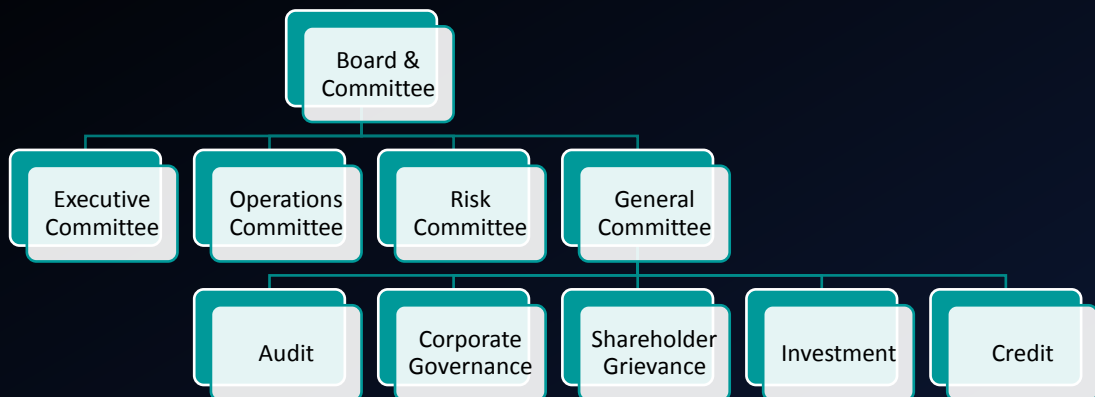 Board &
Committee
Executive
Committee
Operations
Committee
Risk
Committee
General
Committee
Audit
Corporate
Governance
Shareholder
Grievance
Investment
Credit